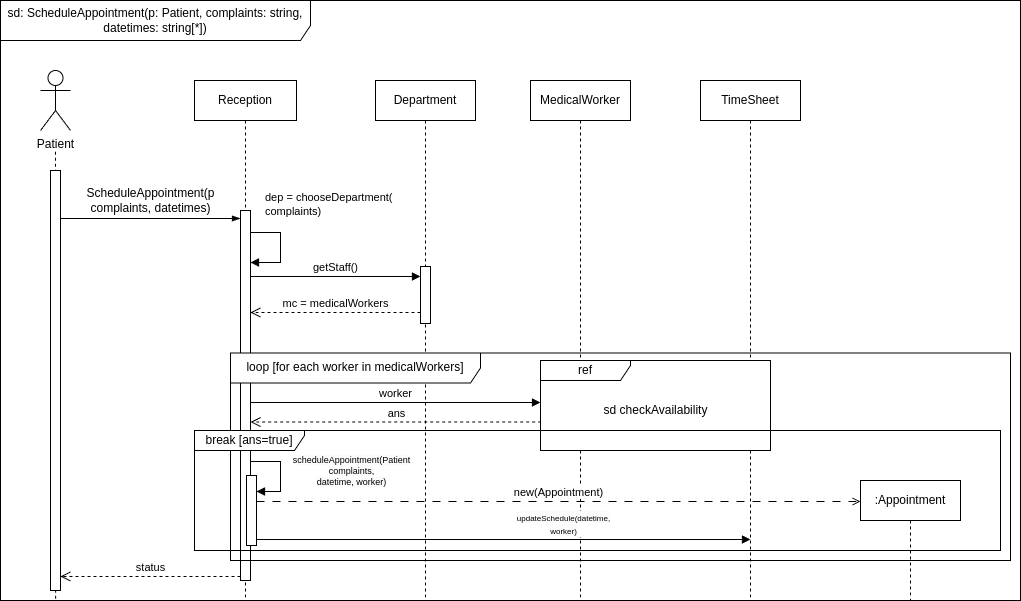 sd: ScheduleAppointment(p: Patient, complaints: string,
datetimes: string[*])
Patient
Reception
Department
MedicalWorker
TimeSheet
ScheduleAppointment(p
complaints, datetimes)
dep = chooseDepartment(
complaints)
getStaff()
mc = medicalWorkers
loop [for each worker in medicalWorkers]
ref
worker
sd checkAvailability
ans
break [ans=true]
scheduleAppointment(Patient
complaints,
datetime, worker)
new(Appointment)
:Appointment
updateSchedule(datetime,
worker)
status